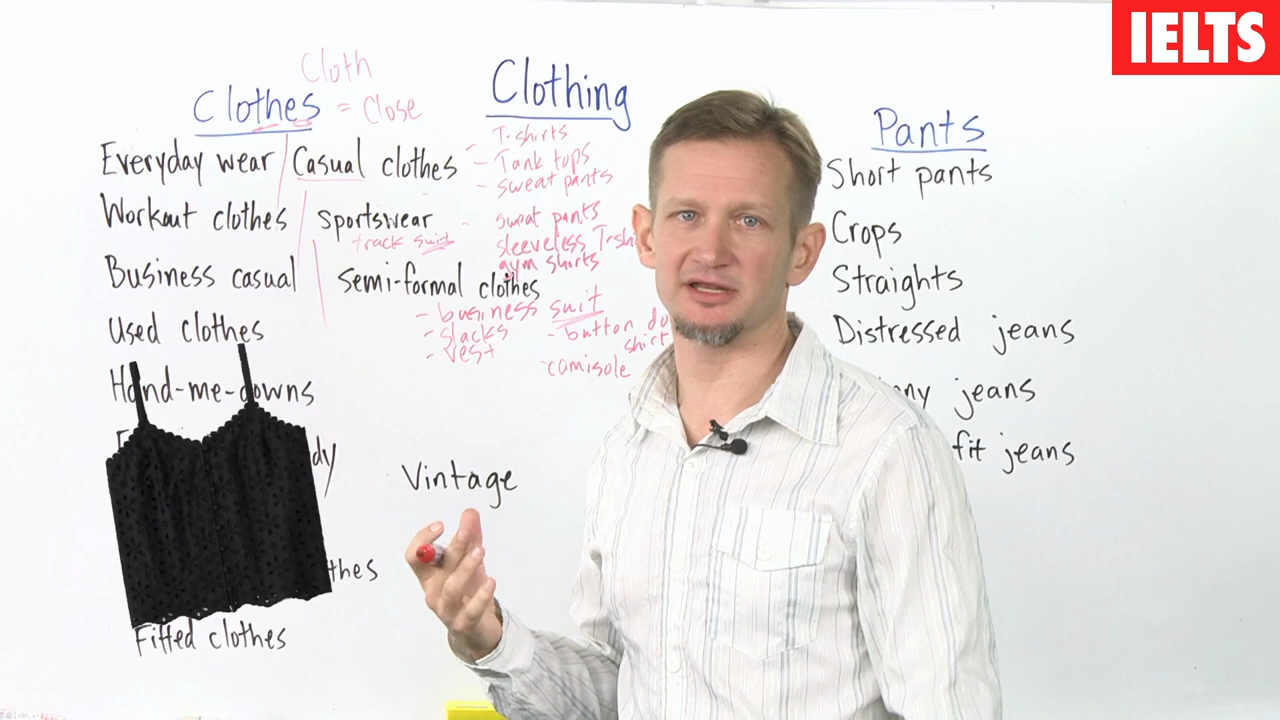 IELTS
Cloth
Clothes = Close
Everyday wear / Casual clothes
Workout clothes / sportswear
track suit
Business casual / semi-formal clothes
Used clothes
Hand-me-downs
Vintage
Fitted clothes
Clothing
- T-shirts
- Tank tops
- sweat pants
- sweat pants
sleeveless
gym shirts
- business suit
- slacks
- vest
- button
shirt
camisole
Pants
Short pants
Crops
Straights
Distressed jeans
jeans
fit jeans